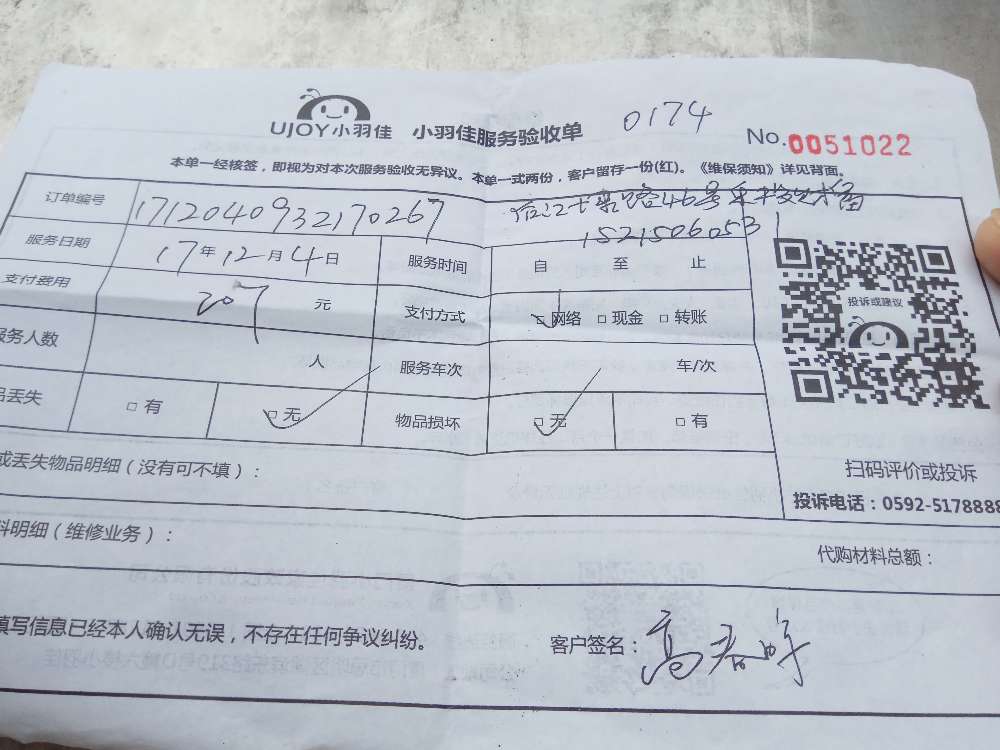 UJOY小羽佳 小羽佳服务验收单 0174 No.0051022
本单一经核签，即视为对本次服务验收无异议。本单一式两份，客户留存一份(红)。《维保须知》详见背面。
订单编号 1712040932170267 46号
15215060531
服务日期 17年12月4日 服务时间 自 至 止
支付费用 207 元 支付方式 □网络 □现金 □转账
服务人数 人 服务车次 车/次
品丢失 □有 □无 物品损坏 □无 □有
或丢失物品明细（没有可不填）：
料明细（维修业务）：
代购材料总额：
填写信息已经本人确认无误，不存在任何争议纠纷。
客户签名：高春
投诉或建议
扫码评价或投诉
投诉电话：0592-5178888